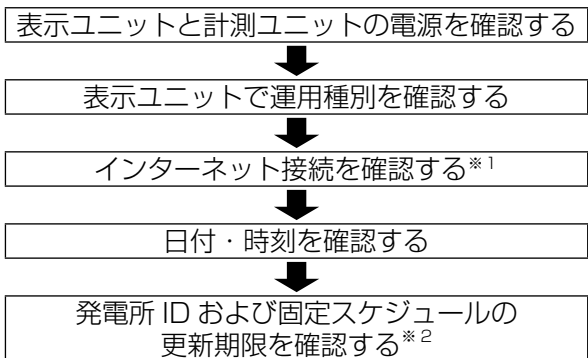 表示ユニットと計測ユニットの電源を確認する
表示ユニットで運用種別を確認する
インターネット接続を確認する※1
日付・時刻を確認する
発電所 ID および固定スケジュールの
更新期限を確認する※2